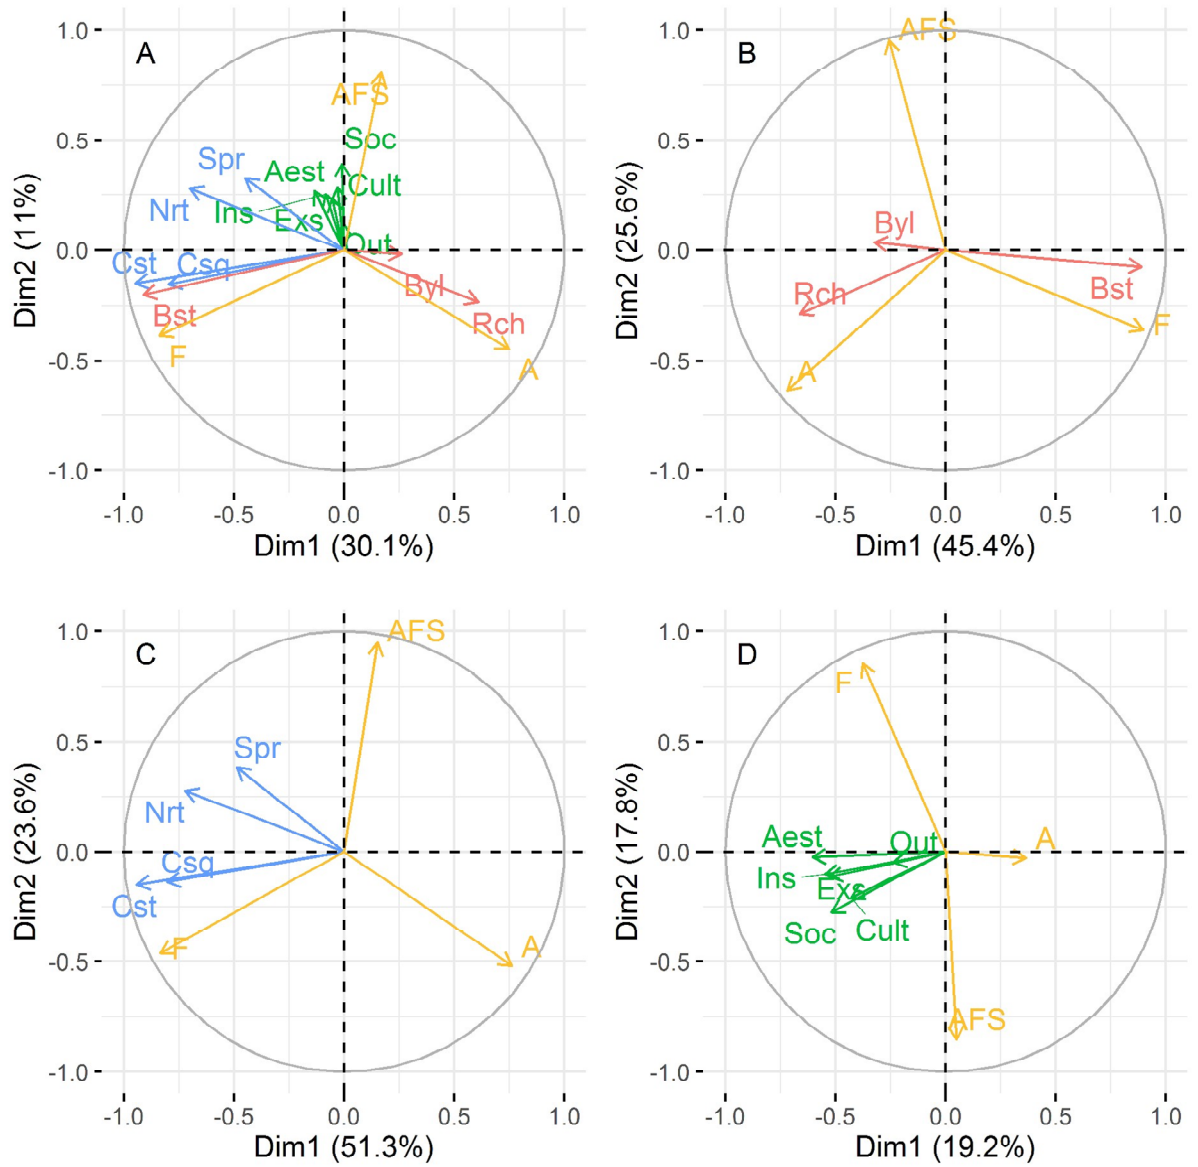 A
B
1.0
0.5
0.0
-0.5
-1.0
Dim2 (11%)
AFS
Soc
Spr
Aest
Cult
Nrt
Ins
Exs
Out
Cst
Csq
Byl
Bst
Rch
F
A
-1.0 -0.5 0.0 0.5 1.0
Dim1 (30.1%)
1.0
0.5
0.0
-0.5
-1.0
Dim2 (25.6%)
AFS
Byl
Rch
Bst
F
A
-1.0 -0.5 0.0 0.5 1.0
Dim1 (45.4%)
C
D
1.0
0.5
0.0
-0.5
-1.0
Dim2 (23.6%)
AFS
Spr
Nrt
Csq
Cst
F
A
-1.0 -0.5 0.0 0.5 1.0
Dim1 (51.3%)
1.0
0.5
0.0
-0.5
-1.0
Dim2 (17.8%)
F
Aest
Out
A
Ins
Exs
Soc
Cult
AFS
-1.0 -0.5 0.0 0.5 1.0
Dim1 (19.2%)